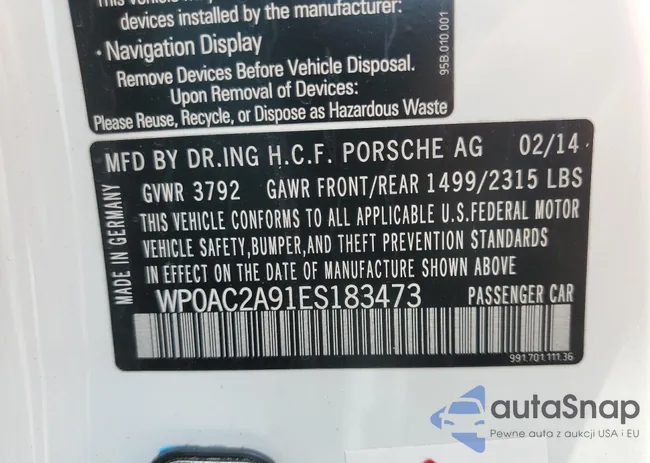 devices installed by the manufacturer:
· Navigation Display
Remove Devices Before Vehicle Disposal.
Upon Removal of Devices:
Please Reuse, Recycle, or Dispose as Hazardous Waste
95B.010.001
MFD BY DR.ING H.C.F. PORSCHE AG 02/14
GVWR 3792 GAWR FRONT/REAR 1499/2315 LBS
THIS VEHICLE CONFORMS TO ALL APPLICABLE U.S.FEDERAL MOTOR
VEHICLE SAFETY,BUMPER,AND THEFT PREVENTION STANDARDS
IN EFFECT ON THE DATE OF MANUFACTURE SHOWN ABOVE
WP0AC2A91ES183473 PASSENGER CAR
MADE IN GERMANY
991.701.111.36
autaSnap
Pewne auta z aukcji USA i EU